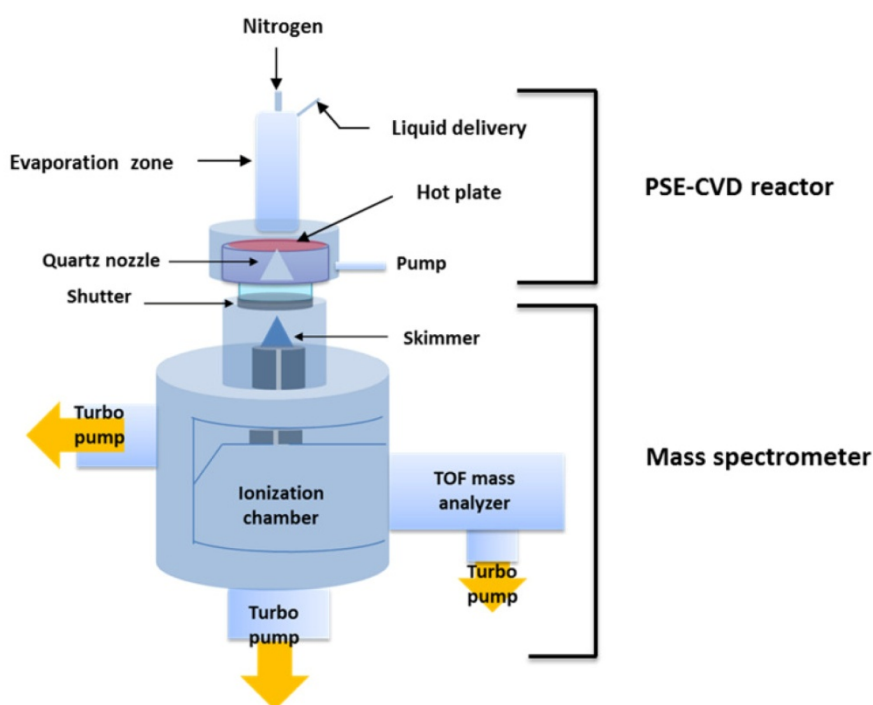 Nitrogen
Liquid delivery
Evaporation zone
Hot plate
PSE-CVD reactor
Quartz nozzle
Pump
Shutter
Skimmer
Turbo
pump
Mass spectrometer
TOF mass
analyzer
Ionization
chamber
Turbo
pump
Turbo
pump